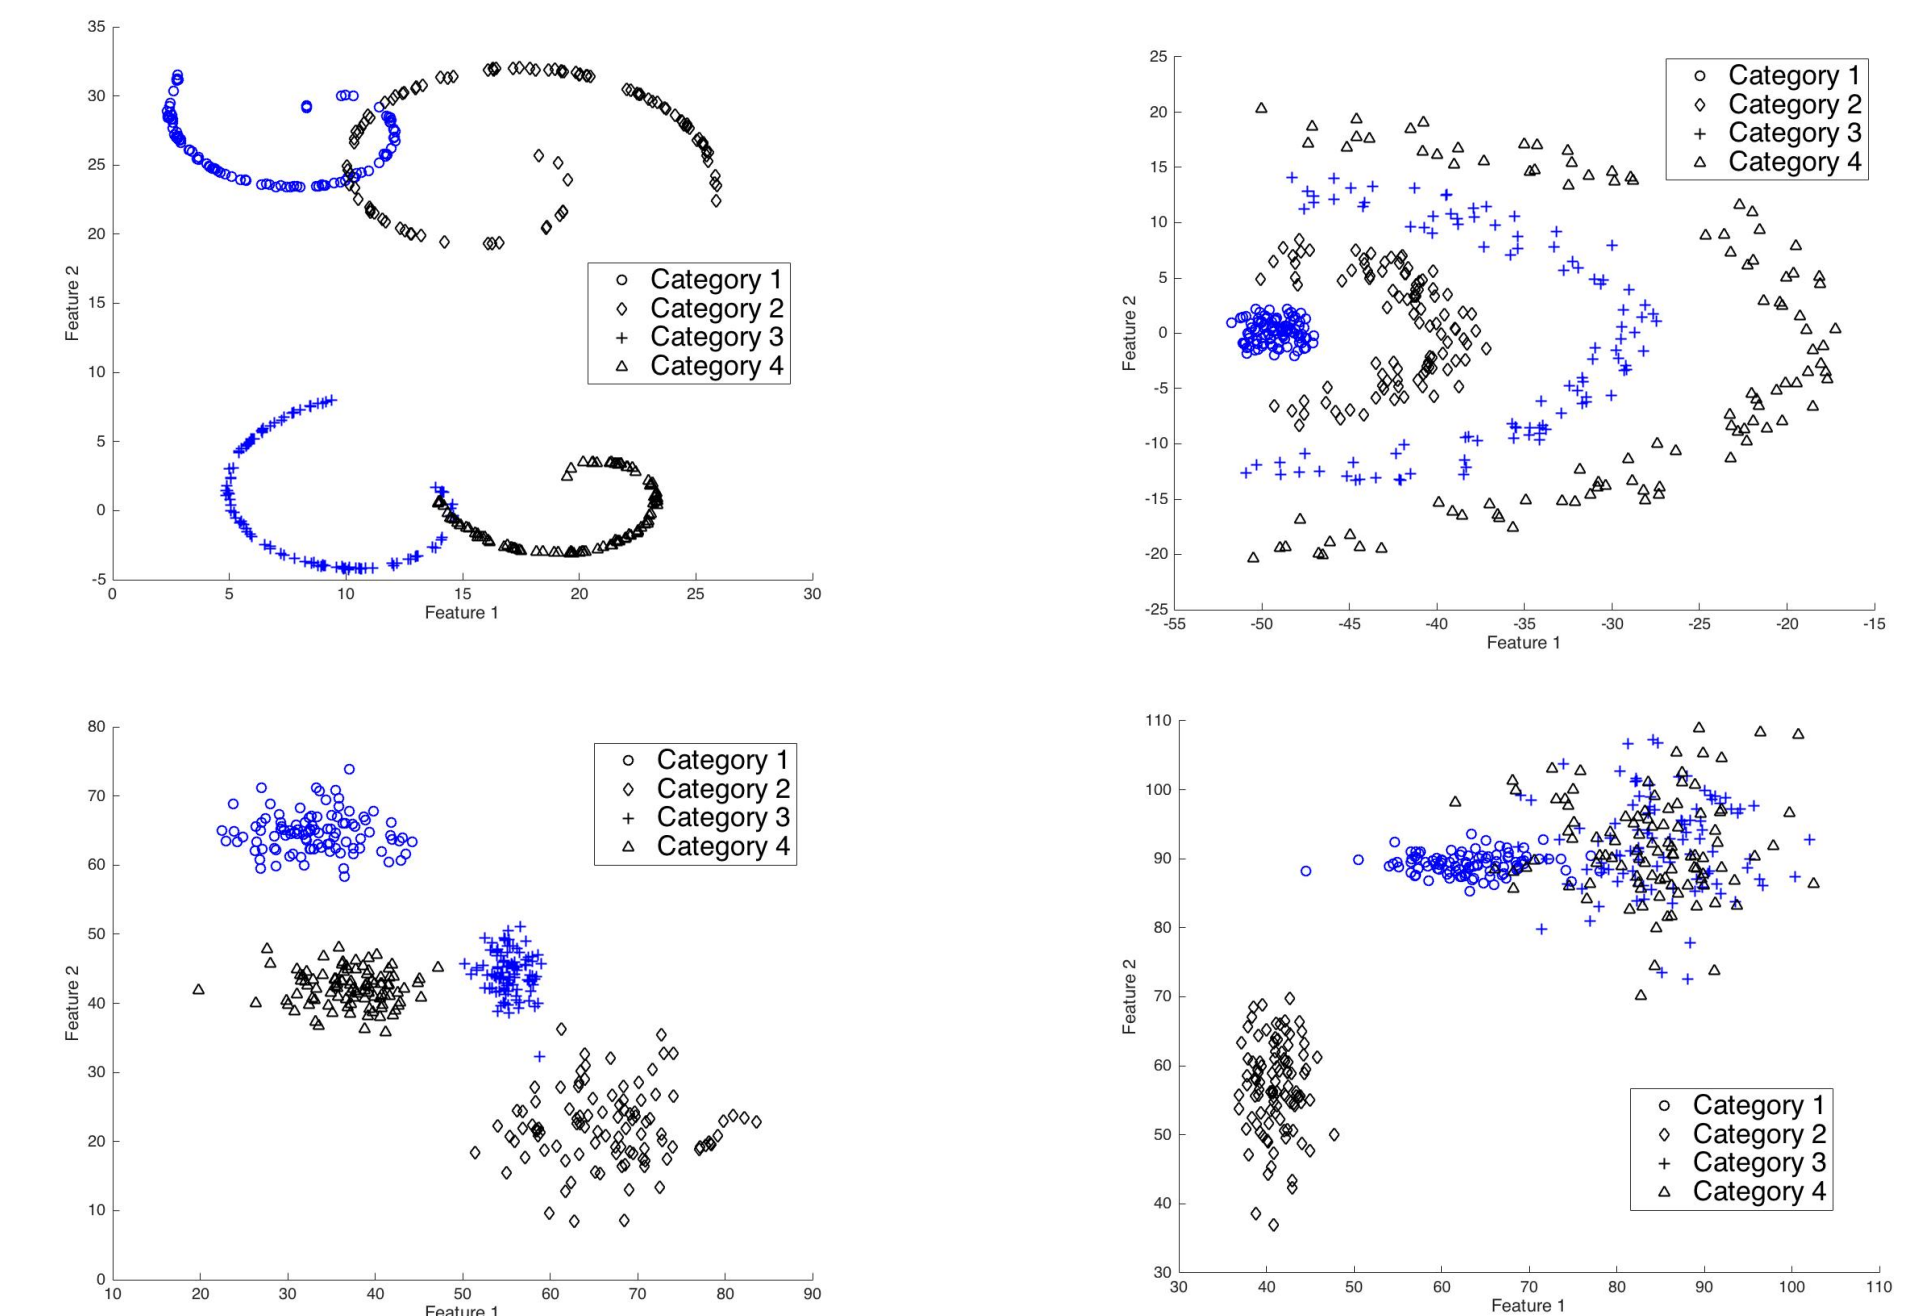 35
30
25
20
15
10
5
0
-5
Feature 2
0 5 10 15 20 25 30
Feature 1
Category 1
Category 2
Category 3
Category 4
25
20
15
10
5
0
-5
-10
-15
-20
-25
Feature 2
-55 -50 -45 -40 -35 -30 -25 -20 -15
Feature 1
Category 1
Category 2
Category 3
Category 4
80
70
60
50
40
30
20
10
0
Feature 2
10 20 30 40 50 60 70 80 90
Feature 1
Category 1
Category 2
Category 3
Category 4
110
100
90
80
70
60
50
40
30
Feature 2
30 40 50 60 70 80 90 100 110
Feature 1
Category 1
Category 2
Category 3
Category 4